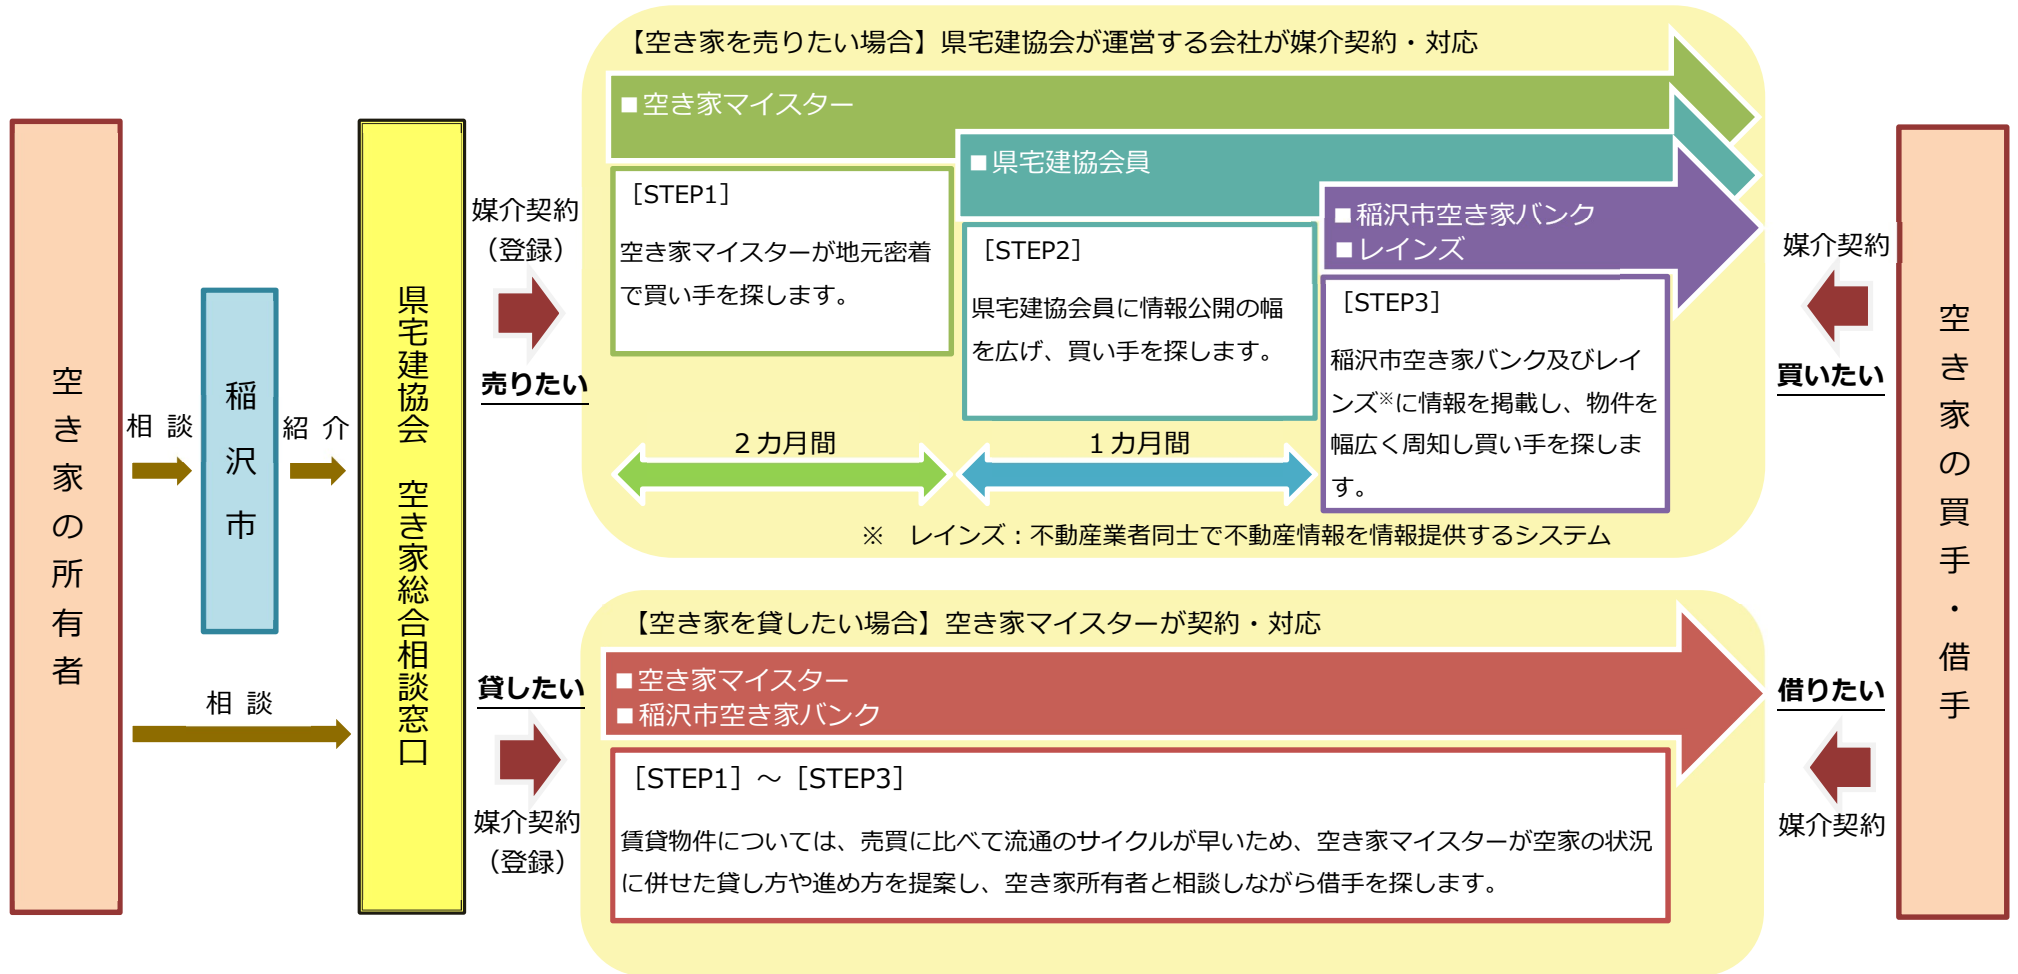 空き家の所有者
相談
稲沢市
紹介
相談
県宅建協会　空き家総合相談窓口
媒介契約
（登録）
売りたい
【空き家を売りたい場合】県宅建協会が運営する会社が媒介契約・対応
■空き家マイスター
■県宅建協会員
■稲沢市空き家バンク
■レインズ
［STEP1］
空き家マイスターが地元密着
で買い手を探します。
［STEP2］
県宅建協会員に情報公開の幅
を広げ、買い手を探します。
［STEP3］
稲沢市空き家バンク及びレイ
ンズ※に情報を掲載し、物件を
幅広く周知し買い手を探しま
す。
２カ月間
１カ月間
※　レインズ：不動産業者同士で不動産情報を情報提供するシステム
貸したい
媒介契約
（登録）
【空き家を貸したい場合】空き家マイスターが契約・対応
■空き家マイスター
■稲沢市空き家バンク
［STEP1］～［STEP3］
賃貸物件については、売買に比べて流通のサイクルが早いため、空き家マイスターが空家の状況
に併せた貸し方や進め方を提案し、空き家所有者と相談しながら借手を探します。
媒介契約
買いたい
借りたい
媒介契約
空き家の買手・借手